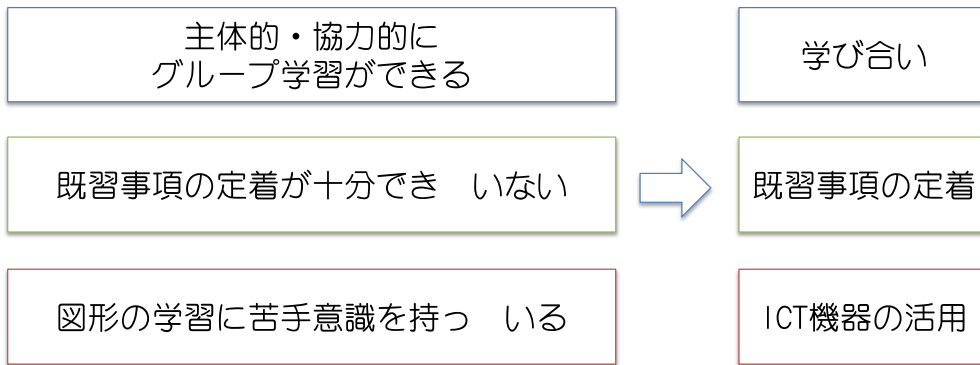 主体的・協力的に
グループ学習ができる
学び合い
既習事項の定着が十分でき　いない
既習事項の定着
図形の学習に苦手意識を持っ　いる
ICT機器の活用